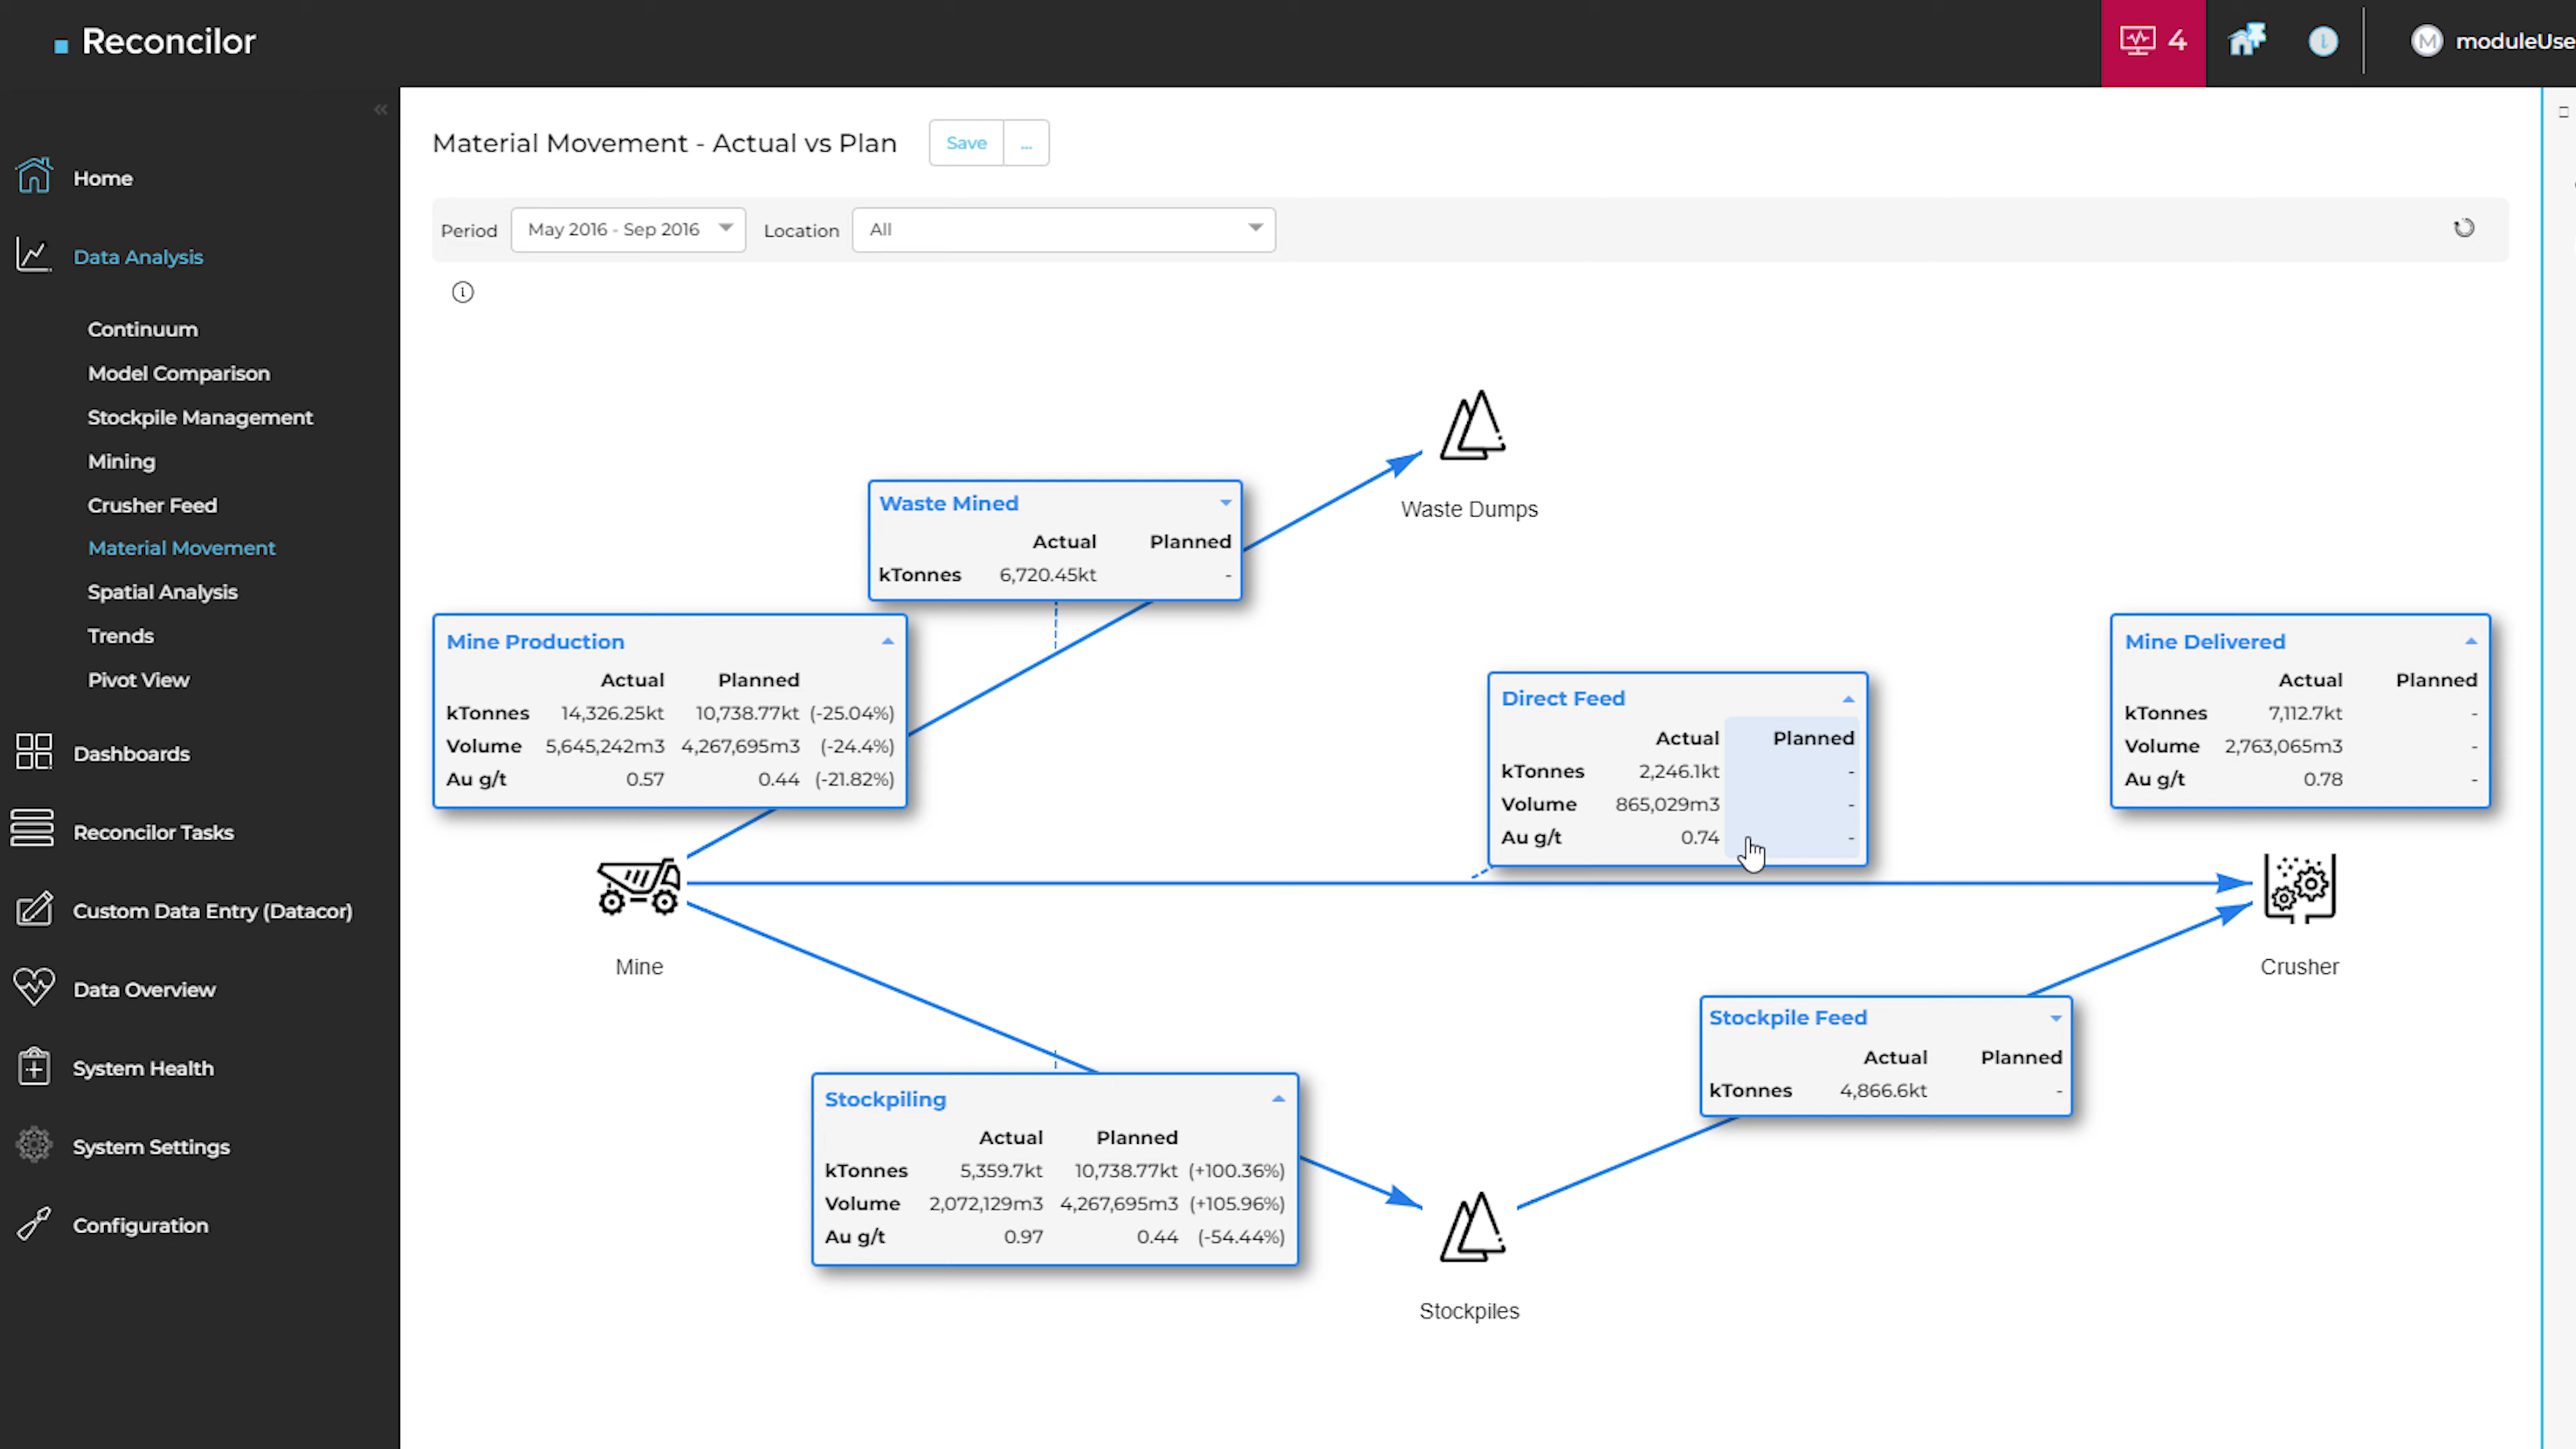 Reconcilor
4
M
moduleUse
Home
Data Analysis
Continuum
Model Comparison
Stockpile Management
Mining
Crusher Feed
Material Movement
Spatial Analysis
Trends
Pivot View
Dashboards
Reconcilor Tasks
Custom Data Entry (Datacor)
Data Overview
System Health
System Settings
Configuration
Material Movement - Actual vs Plan
Save
...
Period
May 2016 - Sep 2016
Location
All
Waste Dumps
Waste Mined
Actual Planned
kTonnes 6,720.45kt -
Mine Production
Actual Planned
kTonnes 14,326.25kt 10,738.77kt (-25.04%)
Volume 5,645,242m3 4,267,695m3 (-24.4%)
Au g/t 0.57 0.44 (-21.82%)
Direct Feed
Actual Planned
kTonnes 2,246.1kt -
Volume 865,029m3 -
Au g/t 0.74 -
Mine Delivered
Actual Planned
kTonnes 7,112.7kt -
Volume 2,763,065m3 -
Au g/t 0.78 -
Mine
Crusher
Stockpile Feed
Actual Planned
kTonnes 4,866.6kt -
Stockpiling
Actual Planned
kTonnes 5,359.7kt 10,738.77kt (+100.36%)
Volume 2,072,129m3 4,267,695m3 (+105.96%)
Au g/t 0.97 0.44 (-54.44%)
Stockpiles